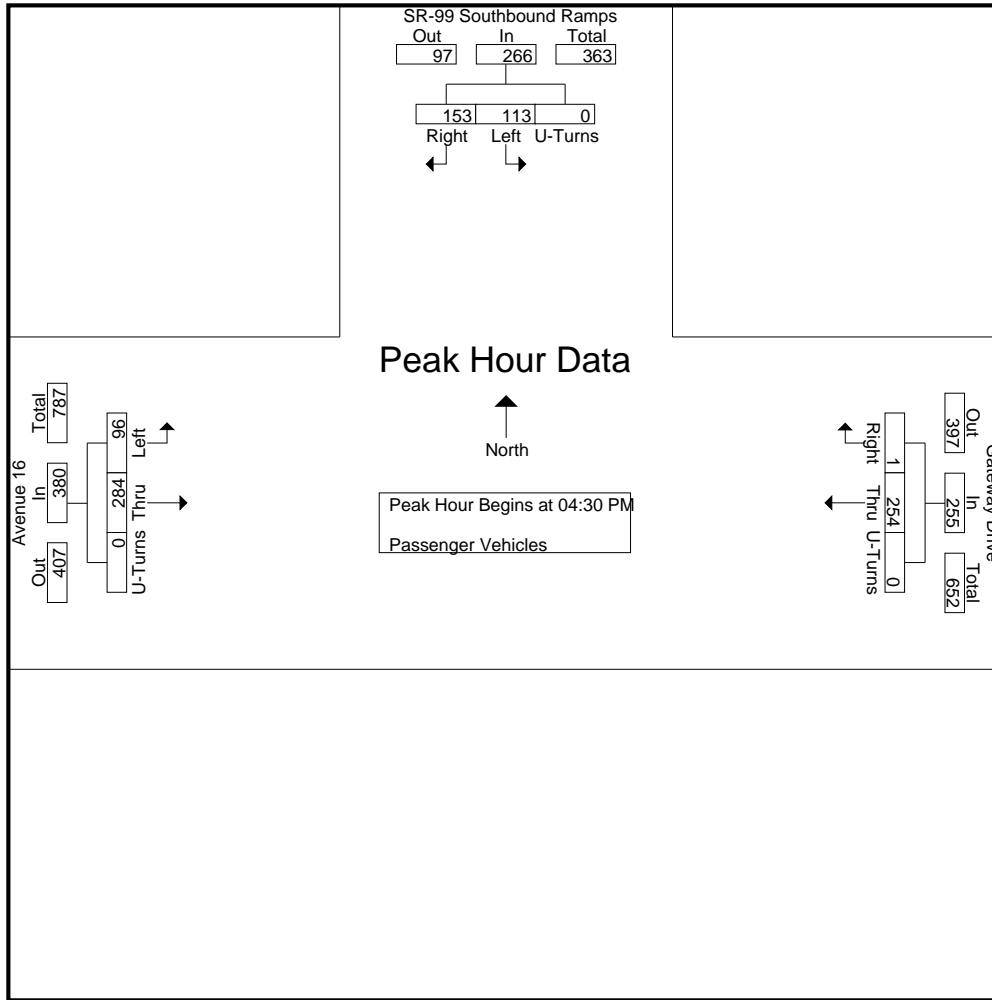 SR-99 Southbound Ramps
Out In Total
97 266 363
153 113 0
Right Left U-Turns
Peak Hour Data
North
Peak Hour Begins at 04:30 PM
Passenger Vehicles
Avenue 16
Out In Total
407 380 787
0 284 96
U-Turns Thru Left
Gateway Drive
Out In Total
397 255 652
1 254 0
Right Thru U-Turns